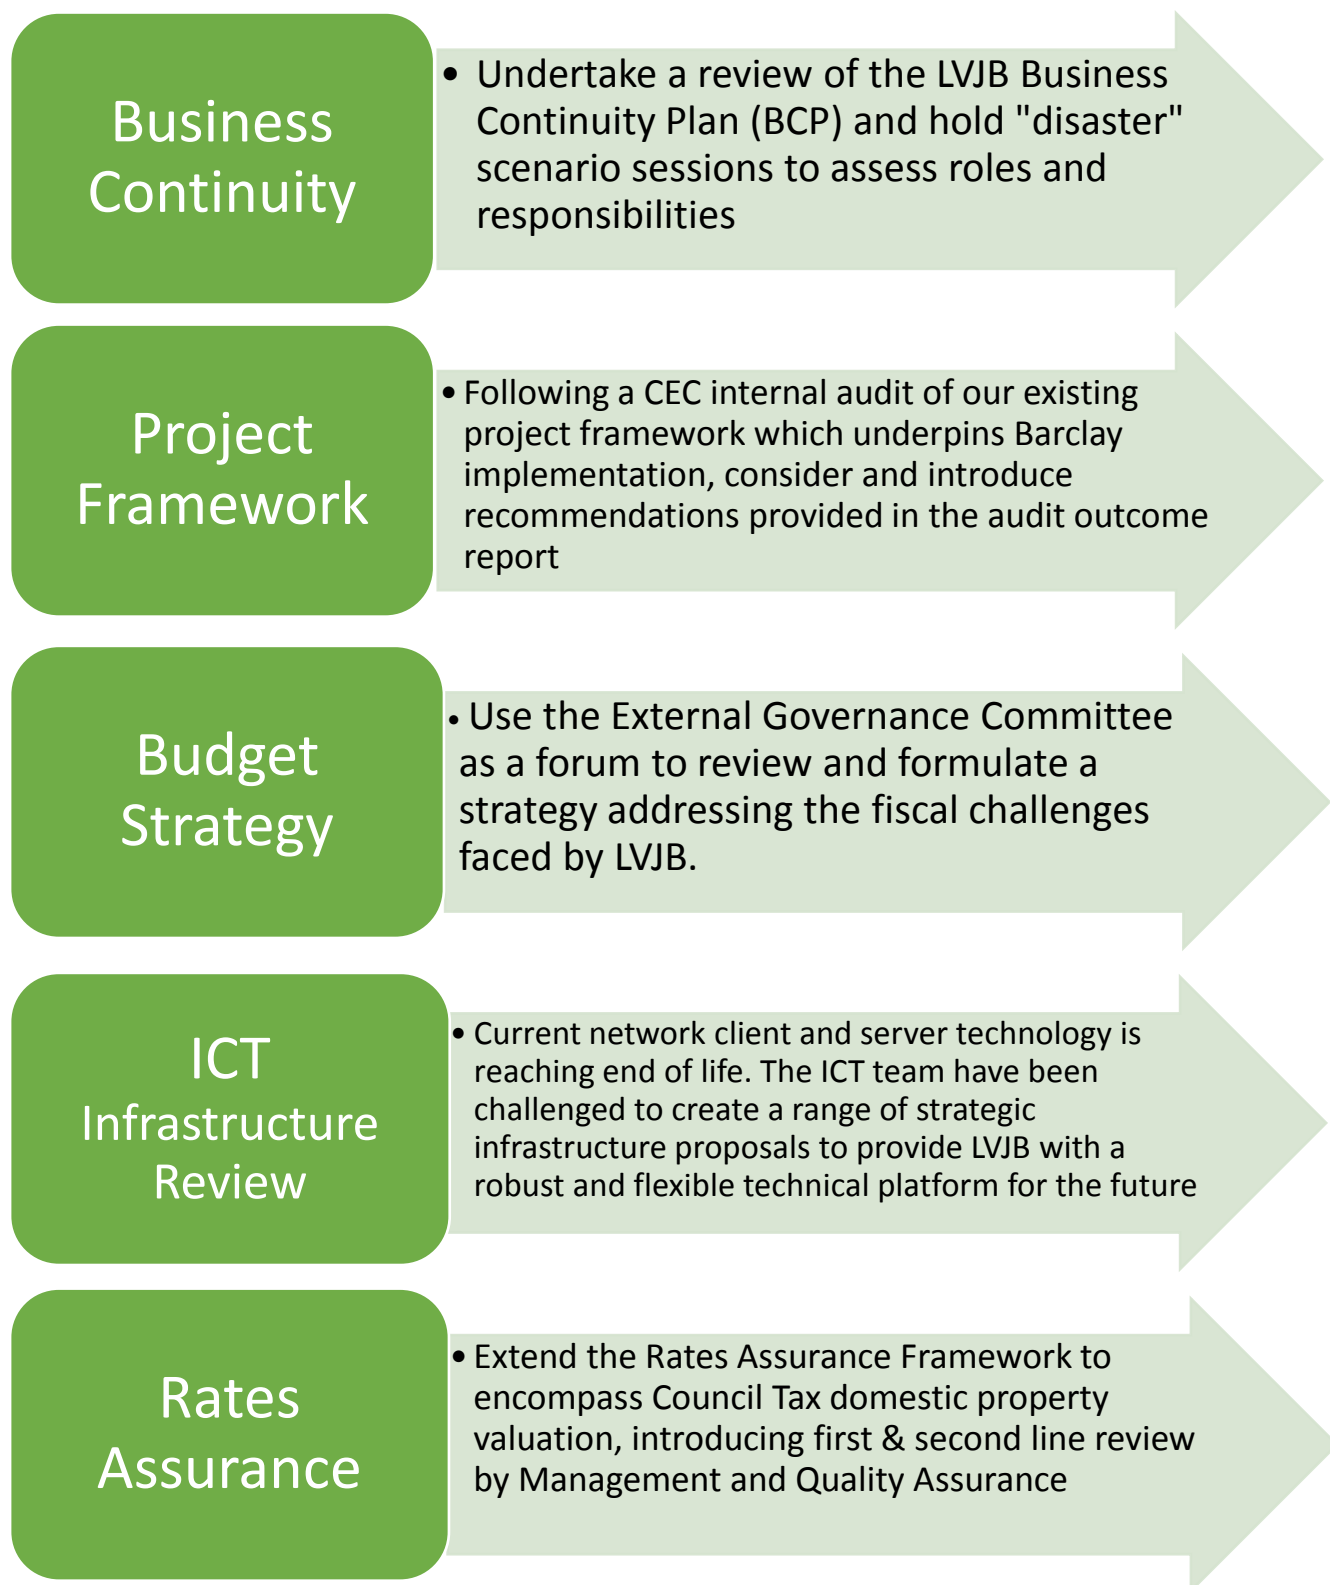 Business
Continuity
• Undertake a review of the LVJB Business
Continuity Plan (BCP) and hold "disaster"
scenario sessions to assess roles and
responsibilities
Project
Framework
• Following a CEC internal audit of our existing
project framework which underpins Barclay
implementation, consider and introduce
recommendations provided in the audit outcome
report
Budget
Strategy
• Use the External Governance Committee
as a forum to review and formulate a
strategy addressing the fiscal challenges
faced by LVJB.
ICT
Infrastructure
Review
• Current network client and server technology is
reaching end of life. The ICT team have been
challenged to create a range of strategic
infrastructure proposals to provide LVJB with a
robust and flexible technical platform for the future
Rates
Assurance
• Extend the Rates Assurance Framework to
encompass Council Tax domestic property
valuation, introducing first & second line review
by Management and Quality Assurance